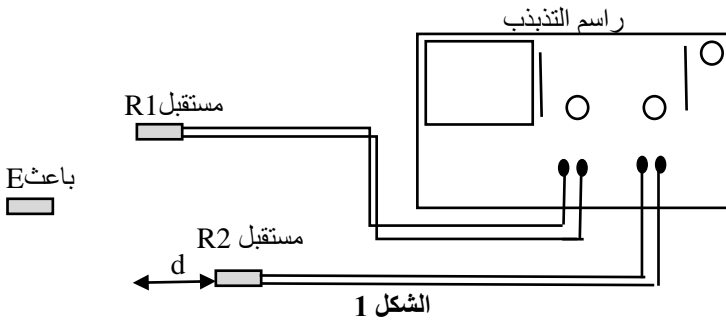 راسم التذبذب
مستقبلR1
باعثE
مستقبل R2
d
الشكل 1